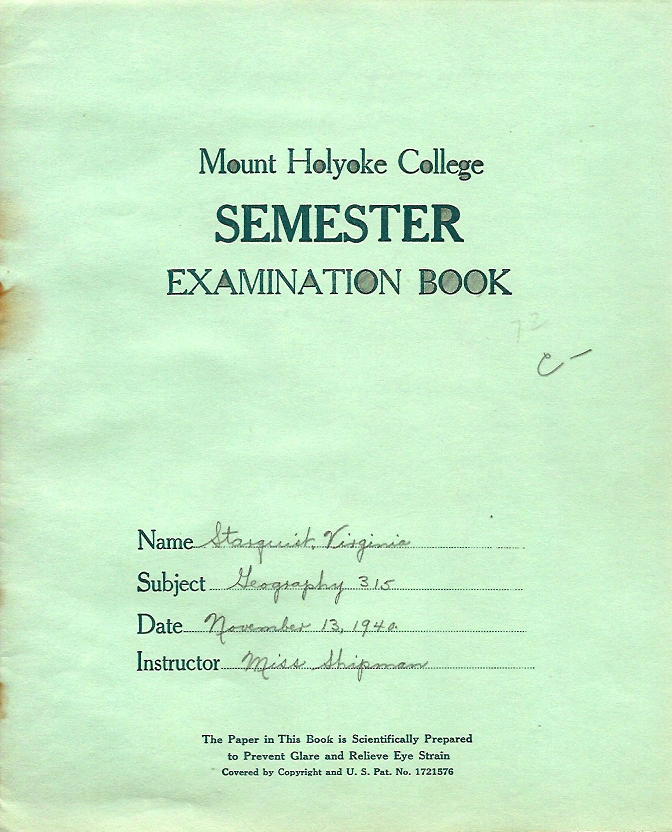 Mount Holyoke College
SEMESTER
EXAMINATION BOOK
72
C-
Name Starquist, Virginia
Subject Geography 315
Date November 13, 1940
Instructor Miss Shipman
The Paper in This Book is Scientifically Prepared
to Prevent Glare and Relieve Eye Strain
Covered by Copyright and U. S. Pat. No. 1721576